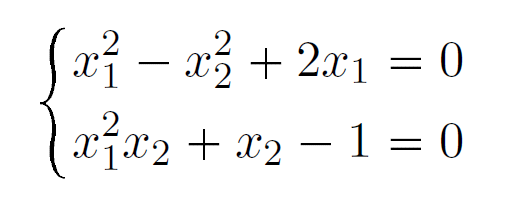 x₁² − x₂² + 2x₁ = 0
x₁²x₂ + x₂ − 1 = 0